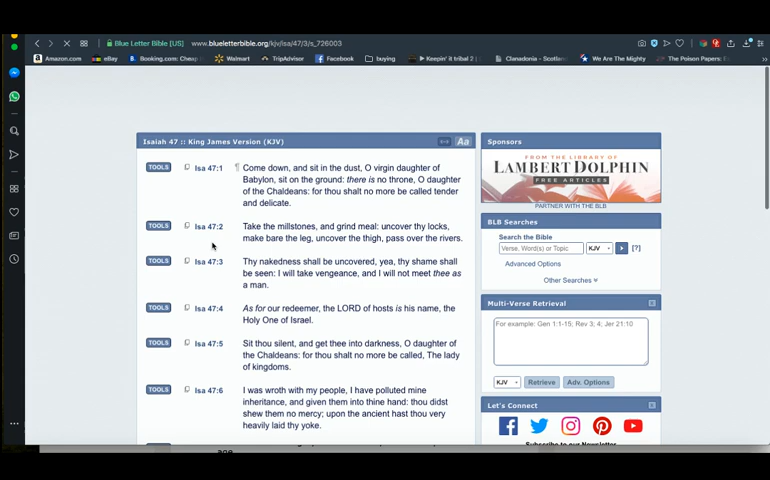 Blue Letter Bible [US] www.blueletterbible.org/kjv/isa/47/3/s_726003
Amazon.com eBay Booking.com: Cheap Walmart TripAdvisor Facebook buying Keepin' it tribal 2 Clanadonia - Scotla We Are The Mighty The Poison Papers: E
Isaiah 47 :: King James Version (KJV) Aa
TOOLS Isa 47:1 ¶ Come down, and sit in the dust, O virgin daughter of
Babylon, sit on the ground: there is no throne, O daughter
of the Chaldeans: for thou shalt no more be called tender
and delicate.
TOOLS Isa 47:2 Take the millstones, and grind meal: uncover thy locks,
make bare the leg, uncover the thigh, pass over the rivers.
TOOLS Isa 47:3 Thy nakedness shall be uncovered, yea, thy shame shall
be seen: I will take vengeance, and I will not meet thee as
a man.
TOOLS Isa 47:4 As for our redeemer, the LORD of hosts is his name, the
Holy One of Israel.
TOOLS Isa 47:5 Sit thou silent, and get thee into darkness, O daughter of
the Chaldeans: for thou shalt no more be called, The lady
of kingdoms.
TOOLS Isa 47:6 I was wroth with my people, I have polluted mine
inheritance, and given them into thine hand: thou didst
shew them no mercy; upon the ancient hast thou very
heavily laid thy yoke.
Sponsors
FROM THE LIBRARY OF
LAMBERT DOLPHIN
FREE ARTICLES
PARTNER WITH THE BLB
BLB Searches
Search the Bible
Verse, Word(s) or Topic KJV [?]
Advanced Options
Other Searches
Multi-Verse Retrieval
For example: Gen 1:1-15; Rev 3; 4; Jer 21:10
KJV Retrieve Adv. Options
Let's Connect
Subscribe to our Newsletter
age